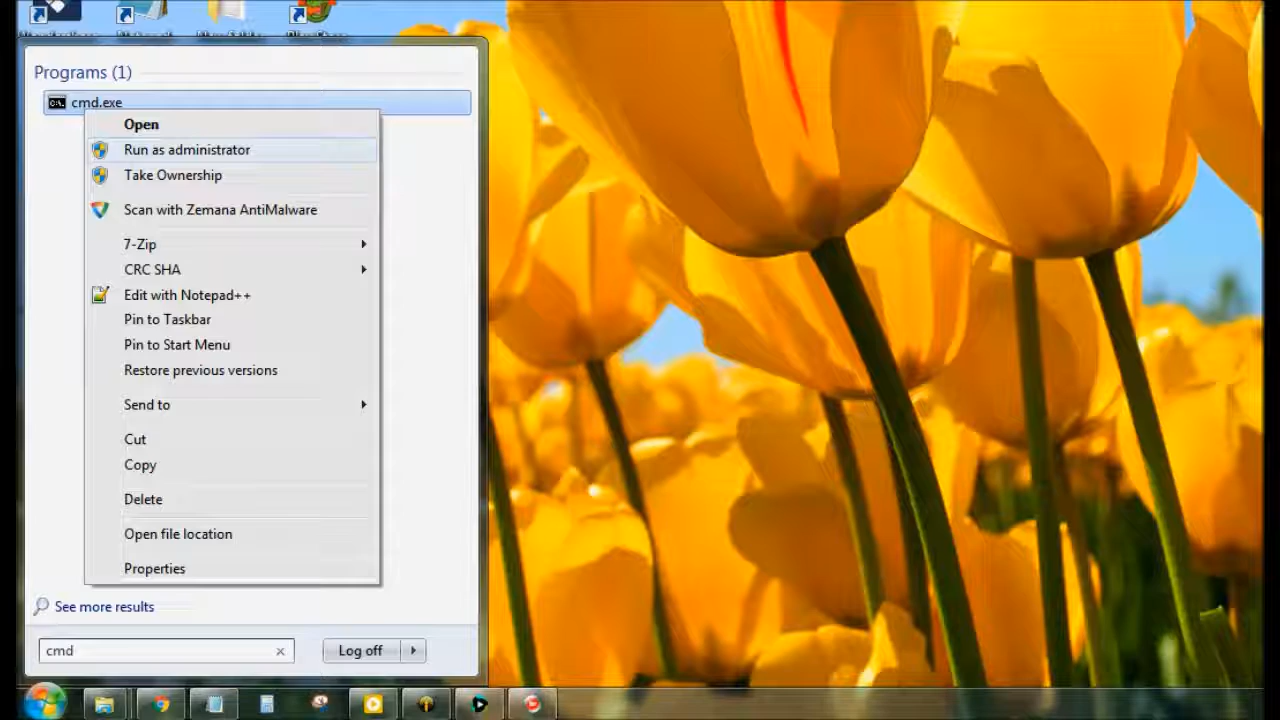 Programs (1)
cmd.exe
Open
Run as administrator
Take Ownership
Scan with Zemana AntiMalware
7-Zip
CRC SHA
Edit with Notepad++
Pin to Taskbar
Pin to Start Menu
Restore previous versions
Send to
Cut
Copy
Delete
Open file location
Properties
See more results
cmd
Log off